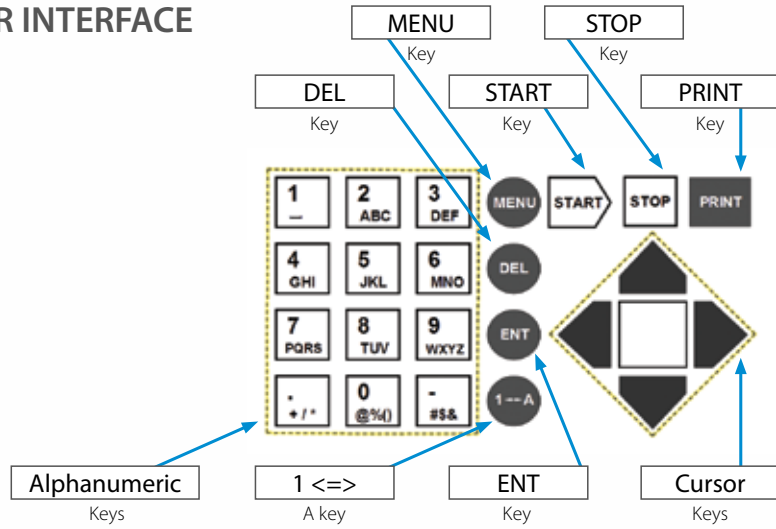 R INTERFACE
MENU
Key
STOP
Key
DEL
Key
START
Key
PRINT
Key
1
_
2
ABC
3
DEF
MENU
START
STOP
PRINT
4
GHI
5
JKL
6
MNO
DEL
7
PQRS
8
TUV
9
WXYZ
ENT
.
+ / *
0
@%()
-
#$&
1--A
Alphanumeric
Keys
1 <=>
A key
ENT
Key
Cursor
Keys